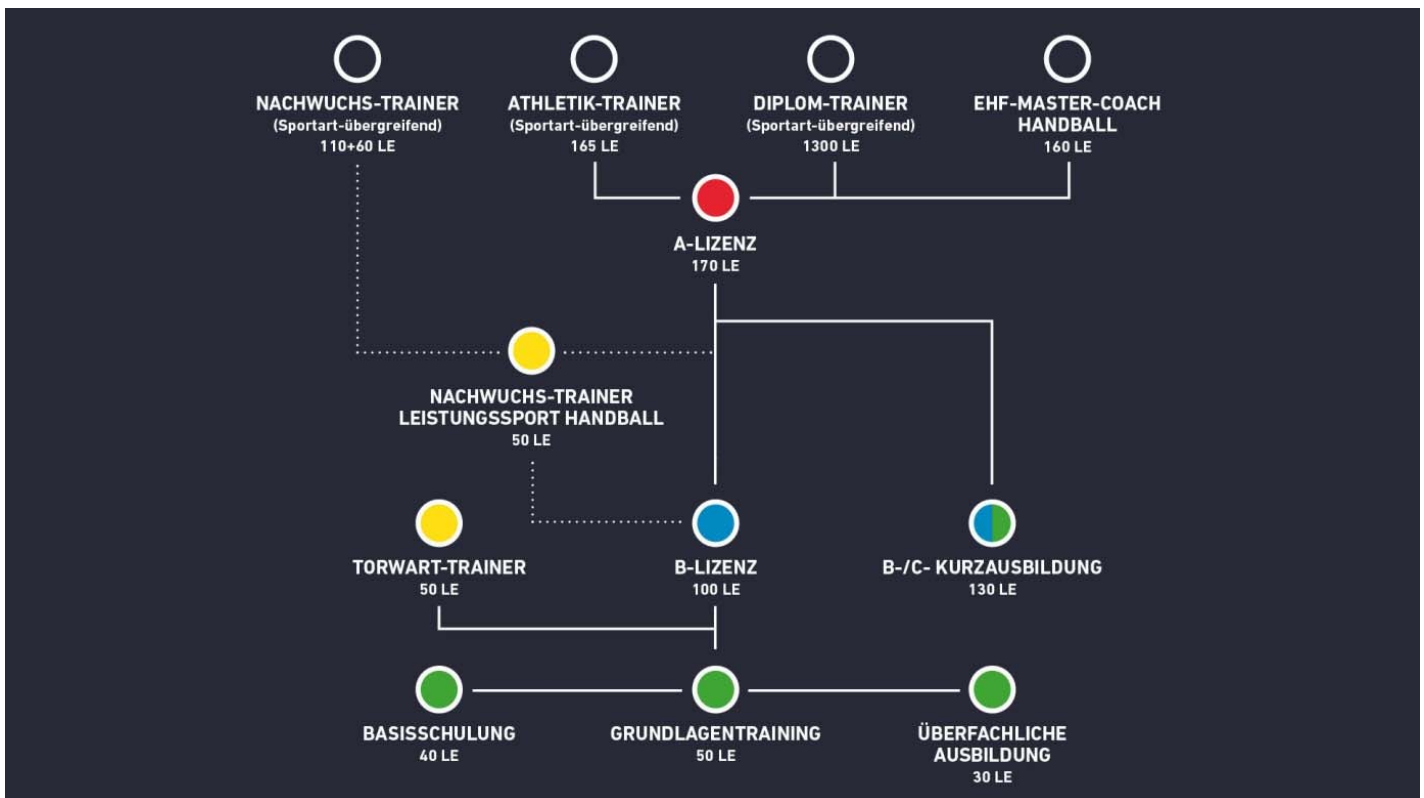 NACHWUCHS-TRAINER
(Sportart-übergreifend)
110+60 LE
ATHLETIK-TRAINER
(Sportart-übergreifend)
165 LE
DIPLOM-TRAINER
(Sportart-übergreifend)
1300 LE
EHF-MASTER-COACH
HANDBALL
160 LE
A-LIZENZ
170 LE
NACHWUCHS-TRAINER
LEISTUNGSSPORT HANDBALL
50 LE
TORWART-TRAINER
50 LE
B-LIZENZ
100 LE
B-/C- KURZAUSBILDUNG
130 LE
BASISSCHULUNG
40 LE
GRUNDLAGENTRAINING
50 LE
ÜBERFACHLICHE
AUSBILDUNG
30 LE